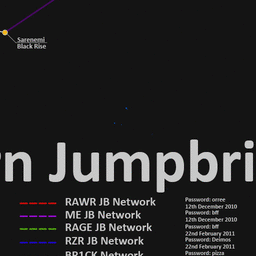 Sarenemi
Black Rise
rn Jumpbri
RAWR JB Network
ME JB Network
RAGE JB Network
RZR JB Network
BR1CK Network
Password: orree
12th December 2010
Password: bff
12th December 2010
Password: bff
22nd February 2011
Password: Deimos
22nd February 2011
Password: pizza